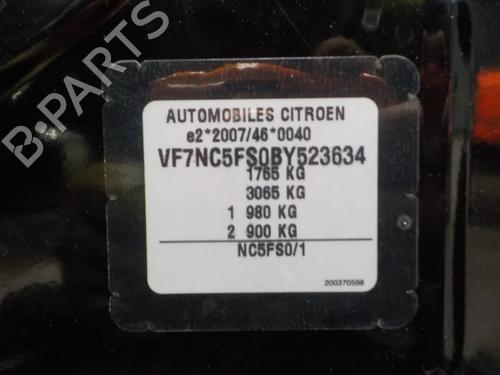 B-PARTS
AUTOMOBILES CITROEN
e2*2007/46*0040
VF7NC5FS0BY523634
1765 KG
3065 KG
1 980 KG
2 900 KG
NC5FS0/1
200370598